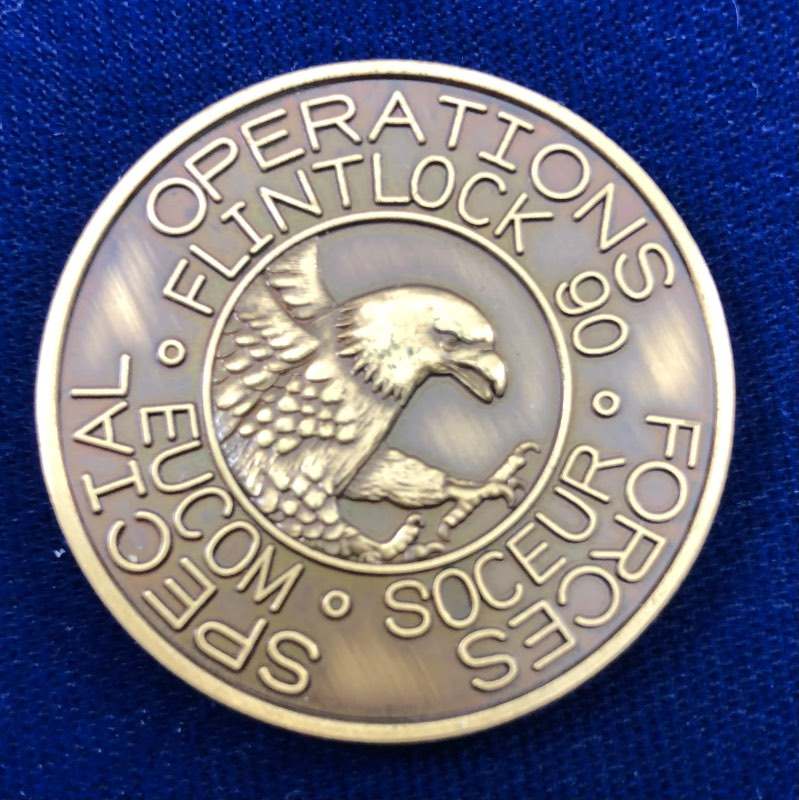 SPECIAL OPERATIONS FORCES
FLINTLOCK 90
EUCOM
SOCEUR